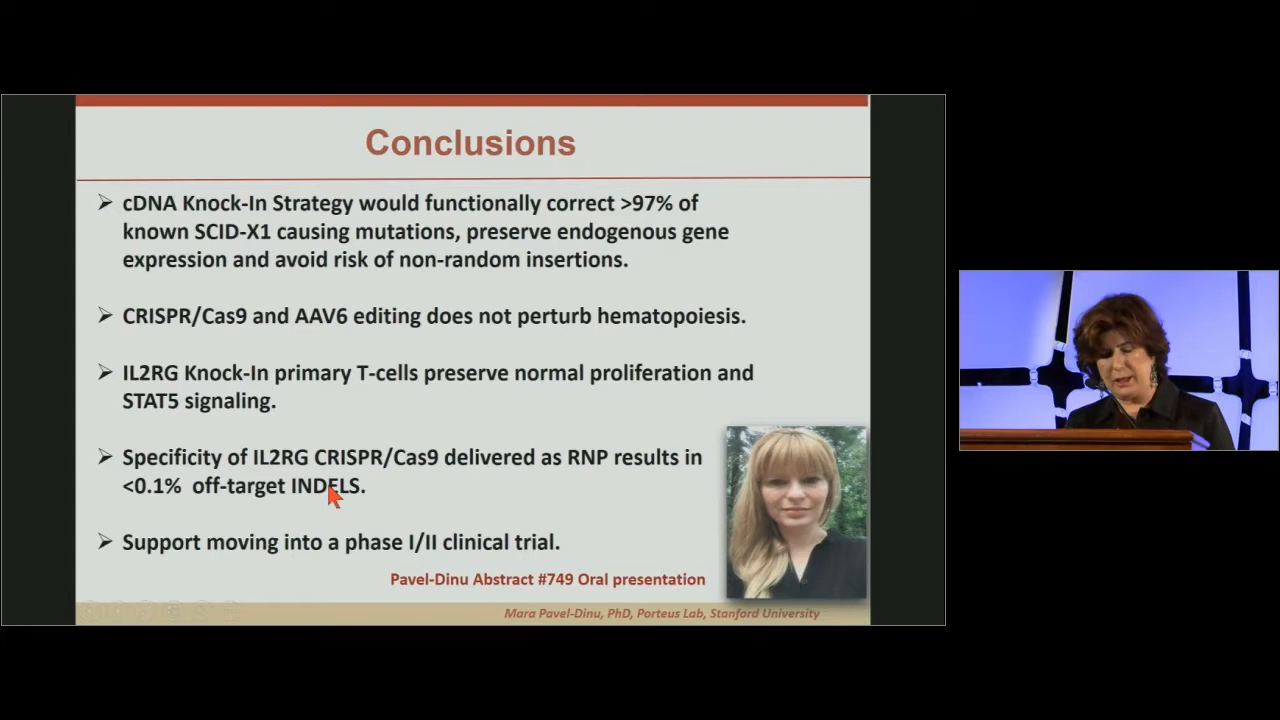 Conclusions
cDNA Knock-In Strategy would functionally correct >97% of
known SCID-X1 causing mutations, preserve endogenous gene
expression and avoid risk of non-random insertions.
CRISPR/Cas9 and AAV6 editing does not perturb hematopoiesis.
IL2RG Knock-In primary T-cells preserve normal proliferation and
STAT5 signaling.
Specificity of IL2RG CRISPR/Cas9 delivered as RNP results in
<0.1% off-target INDELS.
Support moving into a phase I/II clinical trial.
Pavel-Dinu Abstract #749 Oral presentation
Mara Pavel-Dinu, PhD, Porteus Lab, Stanford University